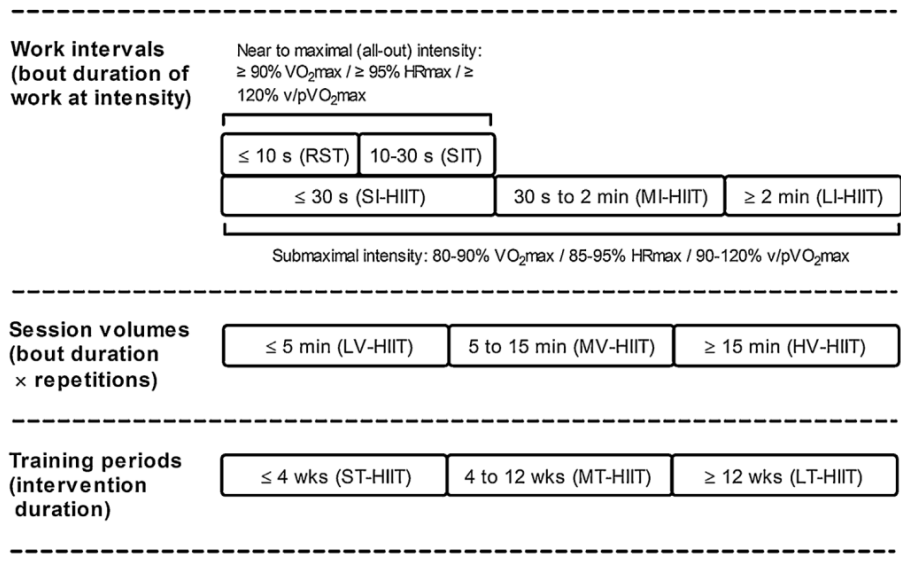 Work intervals
(bout duration of
work at intensity)
Near to maximal (all-out) intensity:
≥ 90% VO₂max / ≥ 95% HRmax / ≥
120% v/pVO₂max
≤ 10 s (RST)
10-30 s (SIT)
≤ 30 s (SI-HIIT)
30 s to 2 min (MI-HIIT)
≥ 2 min (LI-HIIT)
Submaximal intensity: 80-90% VO₂max / 85-95% HRmax / 90-120% v/pVO₂max
Session volumes
(bout duration
× repetitions)
≤ 5 min (LV-HIIT)
5 to 15 min (MV-HIIT)
≥ 15 min (HV-HIIT)
Training periods
(intervention
duration)
≤ 4 wks (ST-HIIT)
4 to 12 wks (MT-HIIT)
≥ 12 wks (LT-HIIT)